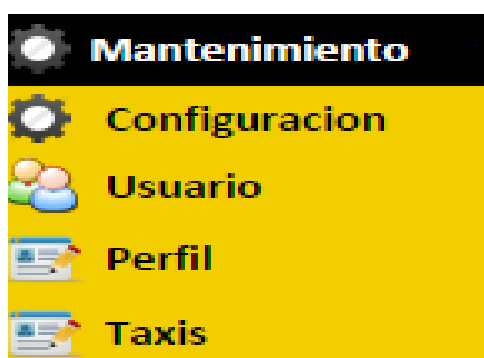 Mantenimiento
Configuracion
Usuario
Perfil
Taxis